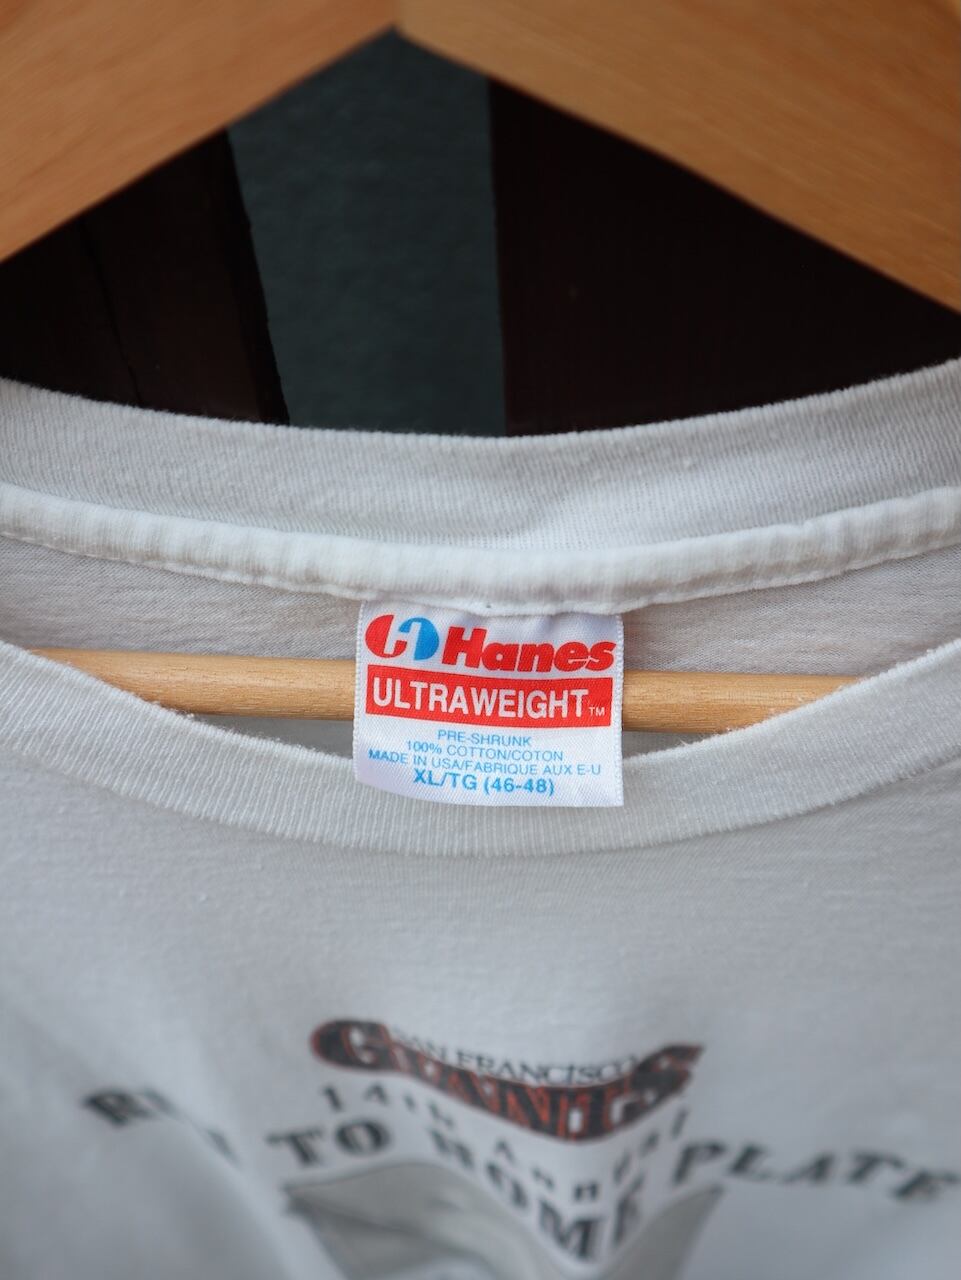 Hanes
ULTRAWEIGHT™
PRE-SHRUNK
100% COTTON/COTON
MADE IN USA/FABRIQUE AUX E-U
XL/TG (46-48)
SAN FRANCISCO
GIANTS
14th Annual
RUN TO HOME PLATE